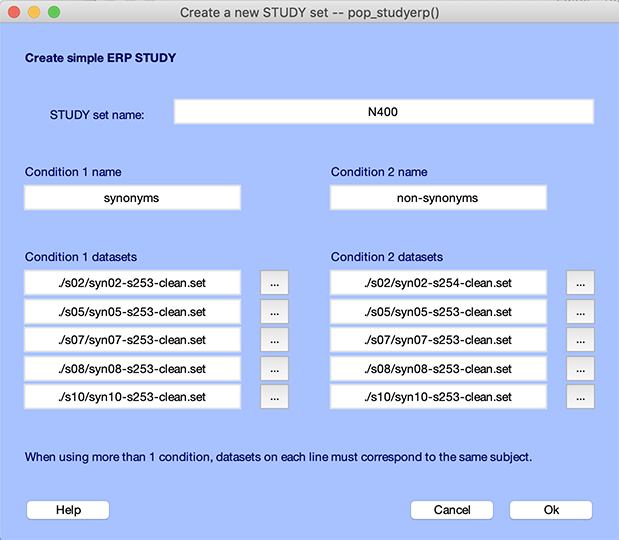 Create a new STUDY set -- pop_studyerp()
Create simple ERP STUDY
STUDY set name: N400
Condition 1 name Condition 2 name
synonyms non-synonyms
Condition 1 datasets Condition 2 datasets
./s02/syn02-s253-clean.set ... ./s02/syn02-s254-clean.set ...
./s05/syn05-s253-clean.set ... ./s05/syn05-s253-clean.set ...
./s07/syn07-s253-clean.set ... ./s07/syn07-s253-clean.set ...
./s08/syn08-s253-clean.set ... ./s08/syn08-s253-clean.set ...
./s10/syn10-s253-clean.set ... ./s10/syn10-s253-clean.set ...
When using more than 1 condition, datasets on each line must correspond to the same subject.
Help Cancel Ok